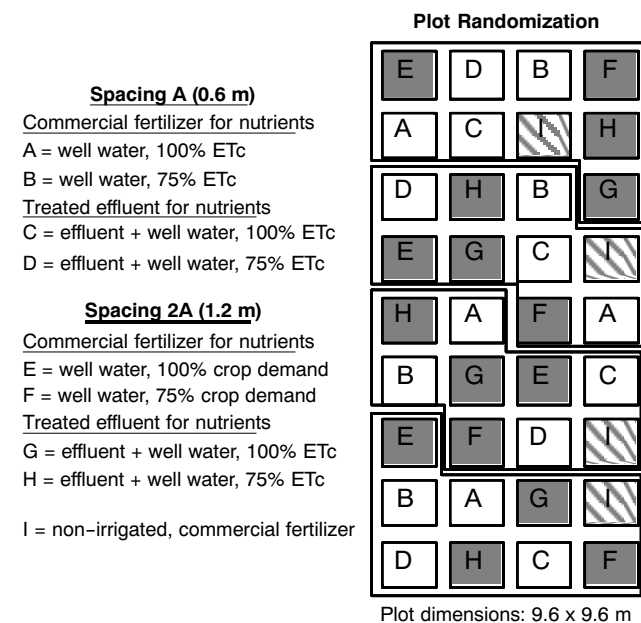 Plot Randomization
Spacing A (0.6 m)
Commercial fertilizer for nutrients
A = well water, 100% ETc
B = well water, 75% ETc
Treated effluent for nutrients
C = effluent + well water, 100% ETc
D = effluent + well water, 75% ETc
Spacing 2A (1.2 m)
Commercial fertilizer for nutrients
E = well water, 100% crop demand
F = well water, 75% crop demand
Treated effluent for nutrients
G = effluent + well water, 100% ETc
H = effluent + well water, 75% ETc
I = non-irrigated, commercial fertilizer
E D B F
A C I H
D H B G
E G C I
H A F A
B G E C
E F D I
B A G I
D H C F
Plot dimensions: 9.6 x 9.6 m